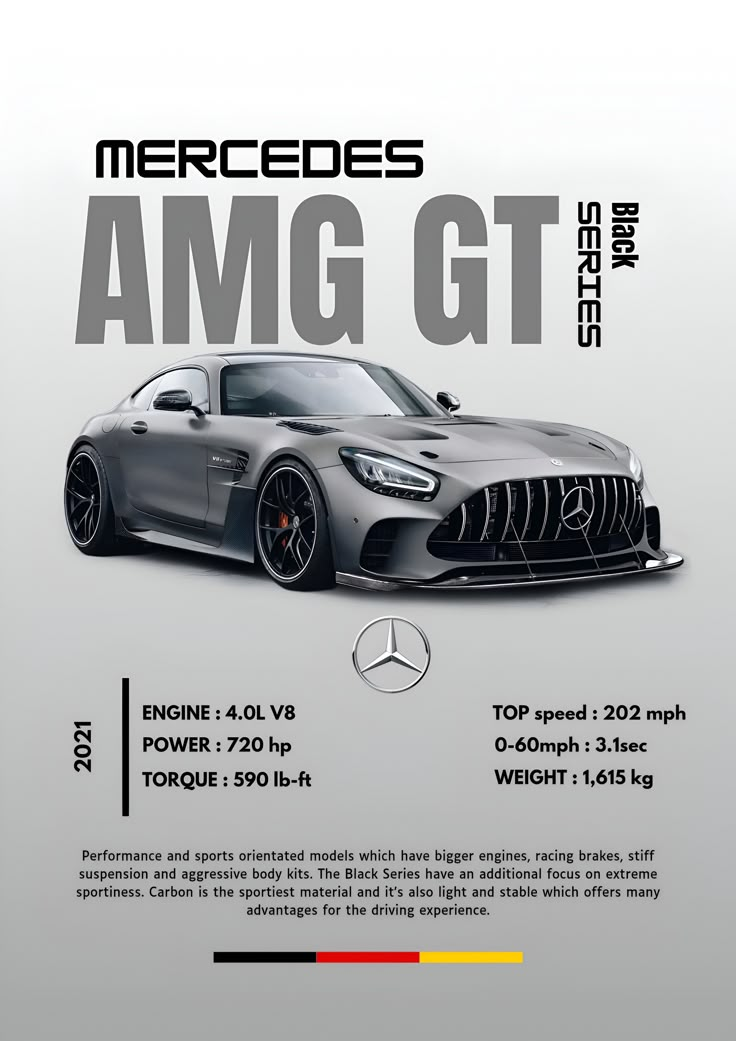 MERCEDES
AMG GT
Black
SERIES
2021
ENGINE : 4.0L V8
POWER : 720 hp
TORQUE : 590 lb-ft
TOP speed : 202 mph
0-60mph : 3.1sec
WEIGHT : 1,615 kg
Performance and sports orientated models which have bigger engines, racing brakes, stiff
suspension and aggressive body kits. The Black Series have an additional focus on extreme
sportiness. Carbon is the sportiest material and it's also light and stable which offers many
advantages for the driving experience.